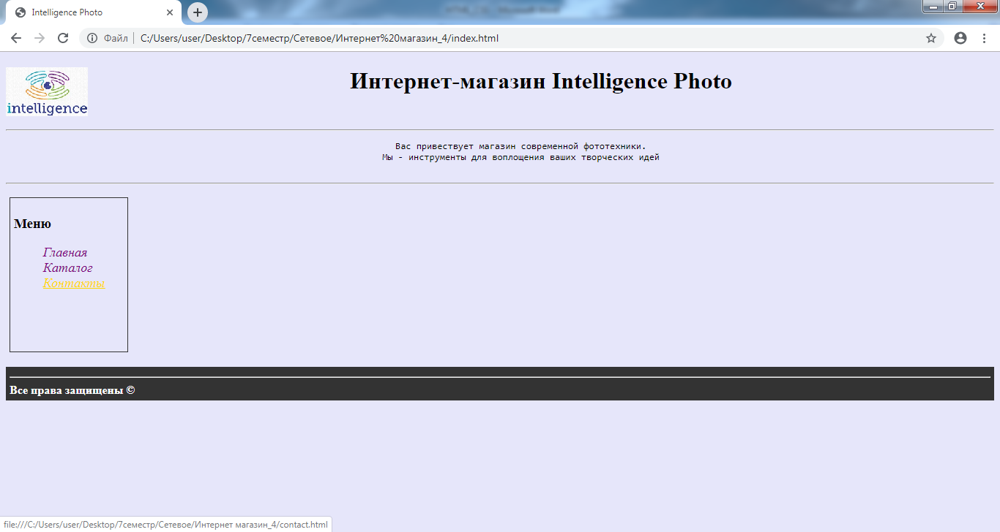 Intelligence Photo
Файл
C:/Users/user/Desktop/7семестр/Сетевое/Интернет%20магазин_4/index.html
intelligence
Интернет-магазин Intelligence Photo
Вас привествует магазин современной фототехники.
Мы - инструменты для воплощения ваших творческих идей
Меню
Главная
Каталог
Контакты
Все права защищены ©
file:///C:/Users/user/Desktop/7семестр/Сетевое/Интернет магазин_4/contact.html